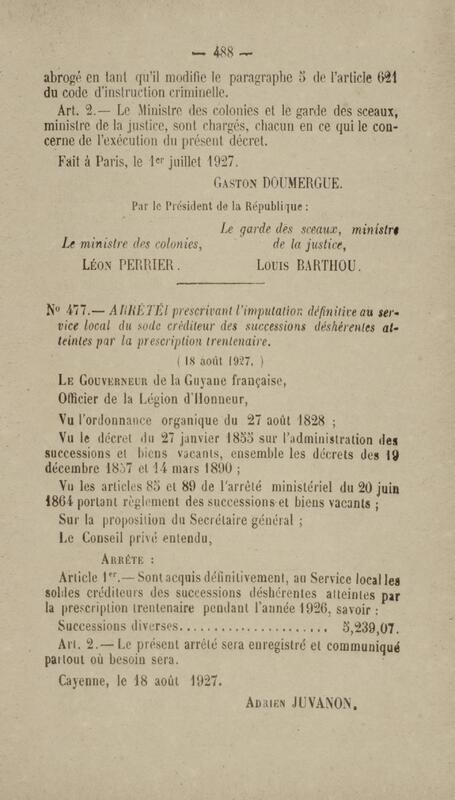 — 488 —
abrogé en tant qu'il modifie le paragraphe 5 de l'article 621
du code d'instruction criminelle.
Art. 2.— Le Ministre des colonies et le garde des sceaux,
ministre de la justice, sont chargés, chacun en ce qui le con-
cerne de l'exécution du présent décret.
Fait à Paris, le 1er juillet 1927.
GASTON DOUMERGUE.
Par le Président de la République :
Le garde des sceaux, ministre
Le ministre des colonies, de la justice,
LÉON PERRIER. LOUIS BARTHOU.
No 477.— ARRÊTÉ prescrivant l'imputation définitice au ser-
vice local du sode créditeur des successions déshérentes at-
teintes par la prescription trentenaire.
( 18 août 1927. )
LE GOUVERNEUR de la Guyane française,
Officier de la Légion d'Honneur,
Vu l'ordonnance organique du 27 août 1828 ;
Vu le décret du 27 janvier 1855 sur l'administration des
successions et biens vacants, ensemble les décrets des 19
décembre 1857 et 14 mars 1890 ;
Vu les articles 85 et 89 de l'arrêté ministériel du 20 juin
1864 portant règlement des successions et biens vacants ;
Sur la proposition du Secrétaire général ;
Le Conseil privé entendu,
ARRÊTE :
Article 1er.— Sont acquis définitivement, au Service local les
soldes créditeurs des successions déshérentes atteintes par
la prescription trentenaire pendant l'année 1926, savoir :
Successions diverses....................... 5,239,07.
Art. 2.— Le présent arrêté sera enregistré et communiqué
partout où besoin sera.
Cayenne, le 18 août 1927.
ADRIEN JUVANON.